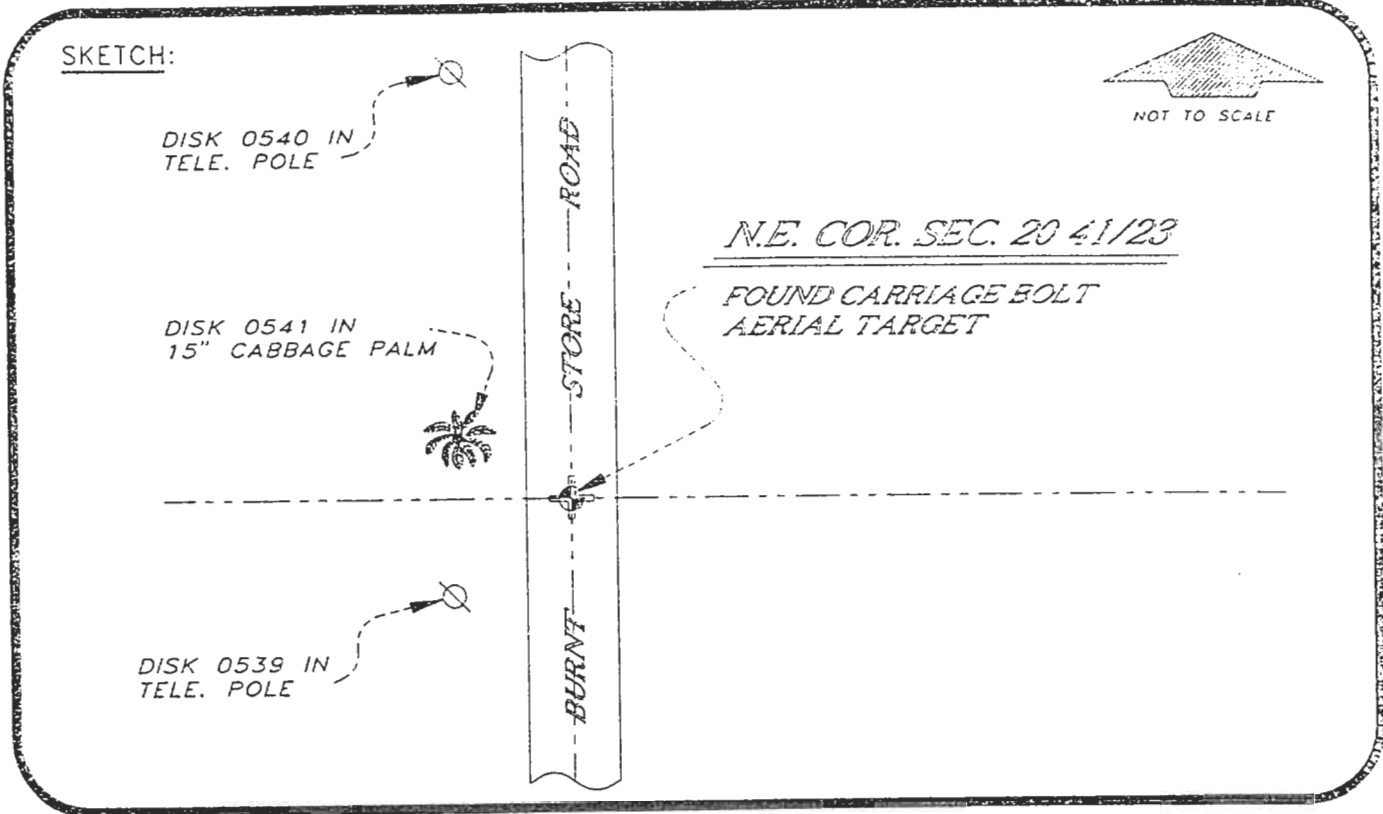 SKETCH:
NOT TO SCALE
DISK 0540 IN
TELE. POLE
N.E. COR. SEC. 20 41/23
FOUND CARRIAGE BOLT
AERIAL TARGET
DISK 0541 IN
15" CABBAGE PALM
DISK 0539 IN
TELE. POLE
BURNT STORE ROAD